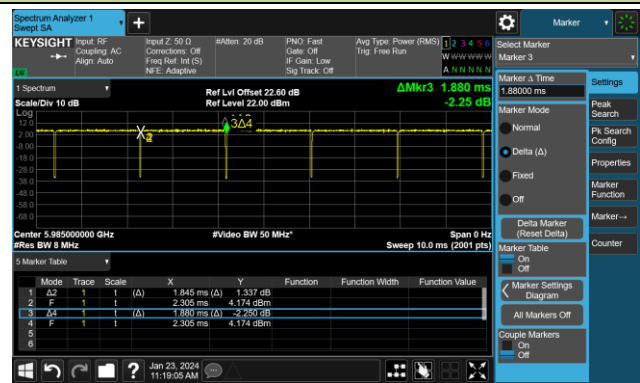 Spectrum Analyzer 1
Swept SA
Marker
KEYSIGHT
Input: RF
Coupling: AC
Align: Auto
Input Z: 50 Ω
Corrections: Off
Freq Ref: Int (S)
NFE: Adaptive
#Atten: 20 dB
PNO: Fast
Gate: Off
IF Gain: Low
Sig Track: Off
Avg Type: Power (RMS)
Trig: Free Run
1 2 3 4 5 6
W W W W W W
A N N N N N
LU
Select Marker
Marker 3
1 Spectrum
Scale/Div 10 dB
Ref Lvl Offset 22.60 dB
Ref Level 22.00 dBm
ΔMkr3 1.880 ms
-2.25 dB
Log
12.0
2.00
-8.00
-18.0
-28.0
-38.0
-48.0
-58.0
-68.0
3Δ4
Center 5.985000000 GHz
#Res BW 8 MHz
#Video BW 50 MHz*
Span 0 Hz
Sweep 10.0 ms (2001 pts)
5 Marker Table
Mode Trace Scale X Y Function Function Width Function Value
1 Δ2 1 t (Δ) 1.845 ms (Δ) 1.337 dB
2 F 1 t 2.305 ms 4.174 dBm
3 Δ4 1 t (Δ) 1.880 ms (Δ) -2.250 dB
4 F 1 t 2.305 ms 4.174 dBm
5
6
Marker Δ Time
1.88000 ms
Marker Mode
Normal
Delta (Δ)
Fixed
Off
Delta Marker
(Reset Delta)
Marker Table
On
Off
Marker Settings
Diagram
All Markers Off
Couple Markers
On
Off
Settings
Peak
Search
Pk Search
Config
Properties
Marker
Function
Marker→
Counter
Jan 23, 2024
11:19:05 AM